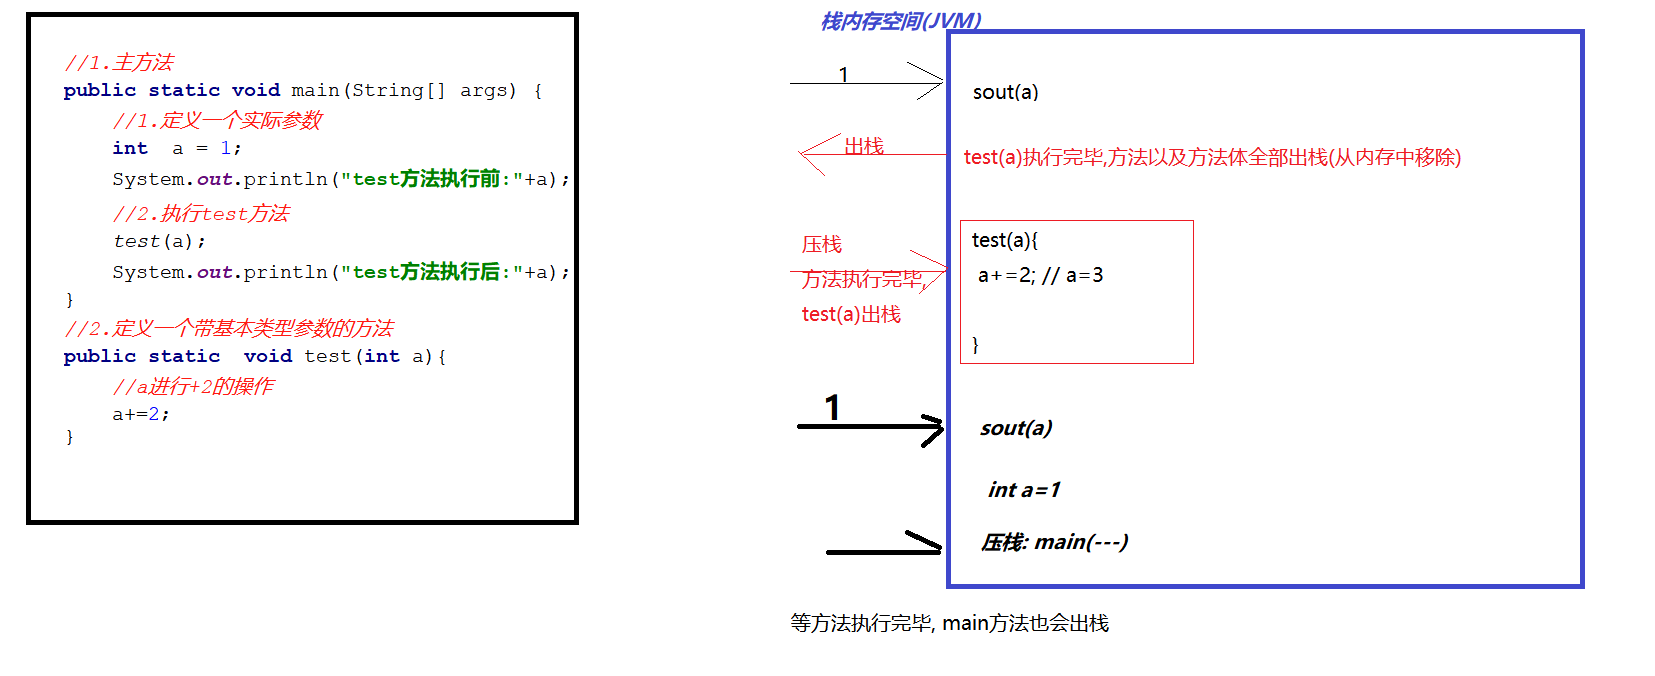 //1.主方法
public static void main(String[] args) {
//1.定义一个实际参数
int  a = 1;
System.out.println("test方法执行前:"+a);
//2.执行test方法
test(a);
System.out.println("test方法执行后:"+a);
}
//2.定义一个带基本类型参数的方法
public static  void test(int a){
//a进行+2的操作
a+=2;
}
栈内存空间(JVM)
1
sout(a)
出栈
test(a)执行完毕,方法以及方法体全部出栈(从内存中移除)
压栈
方法执行完毕,
test(a)出栈
test(a){
a+=2; // a=3
}
1
sout(a)
int a=1
压栈: main(---)
等方法执行完毕, main方法也会出栈